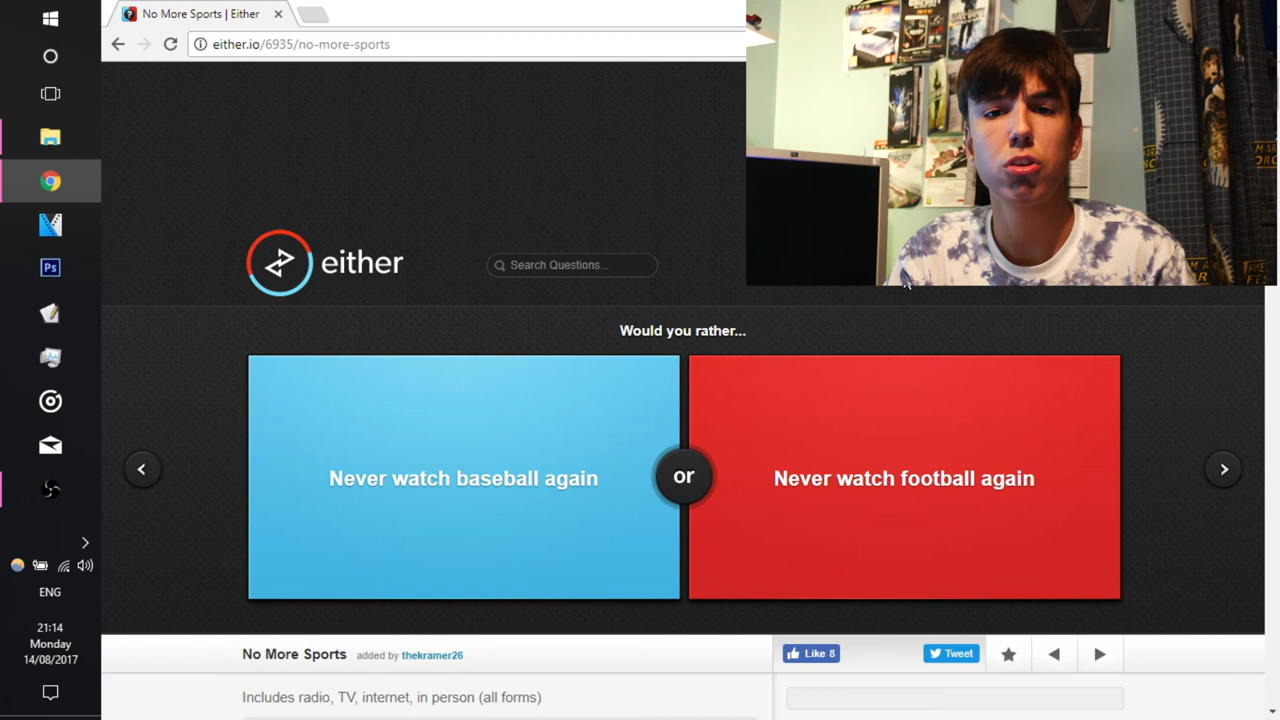 No More Sports | Either
either.io/6935/no-more-sports
either
Search Questions...
Would you rather...
Never watch baseball again
or
Never watch football again
No More Sports added by thekramer26
Like 8
Tweet
Includes radio, TV, internet, in person (all forms)
Ps
ENG
21:14
Monday
14/08/2017